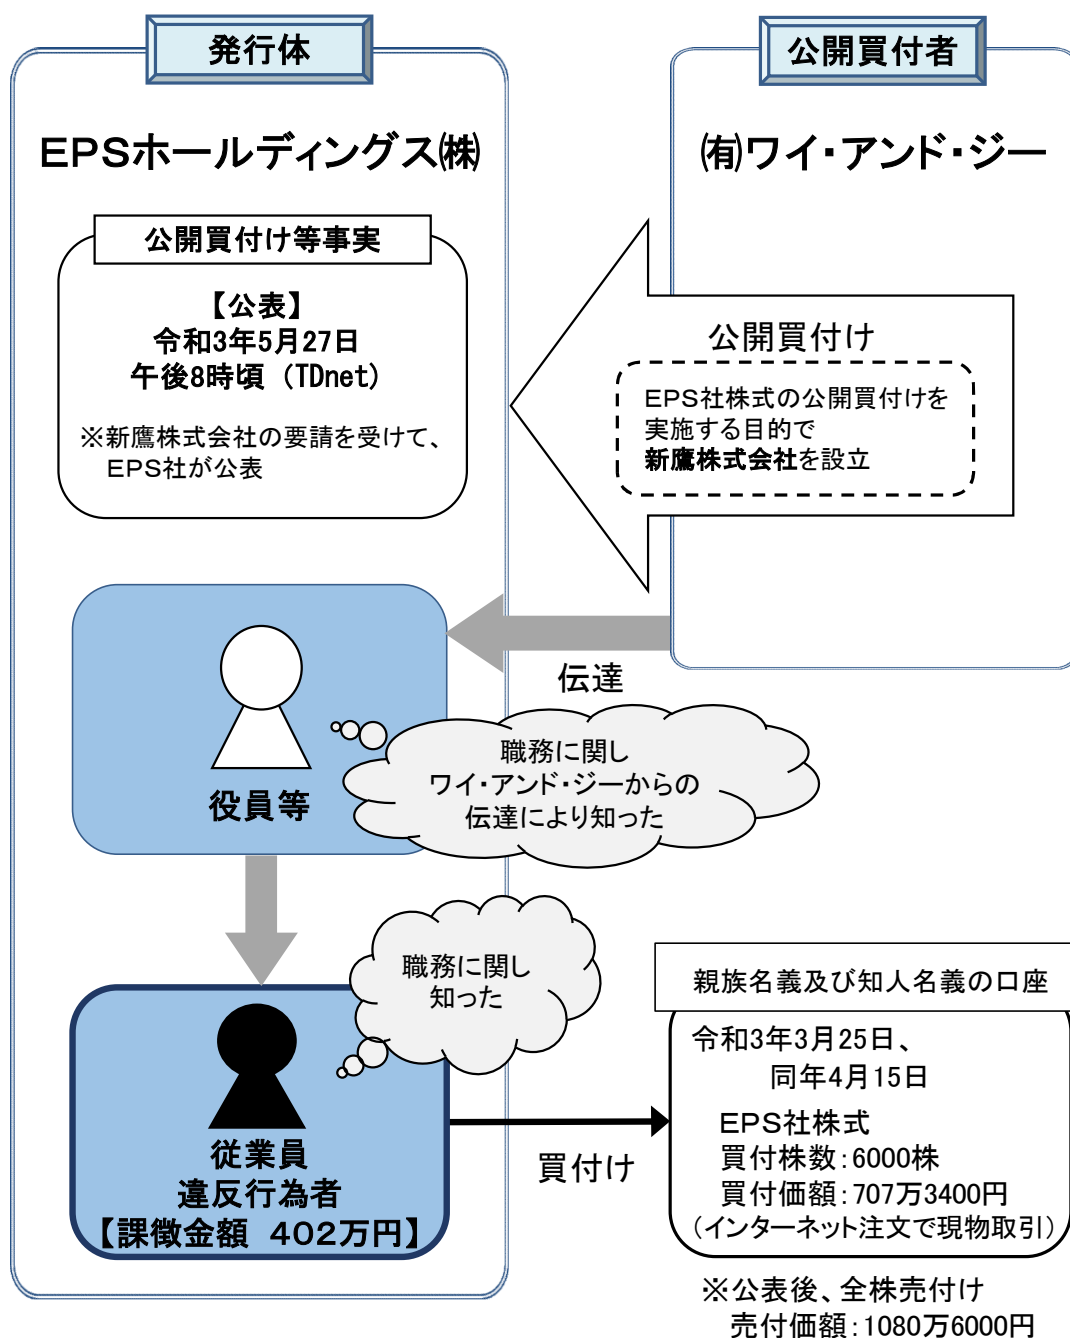 発行体
EPSホールディングス㈱
公開買付け等事実
【公表】
令和3年5月27日
午後8時頃（TDnet）
※新鷹株式会社の要請を受けて、
EPS社が公表
公開買付者
㈲ワイ・アンド・ジー
公開買付け
EPS社株式の公開買付けを
実施する目的で
新鷹株式会社を設立
伝達
役員等
職務に関し
ワイ・アンド・ジーからの
伝達により知った
職務に関し
知った
従業員
違反行為者
【課徴金額 402万円】
買付け
親族名義及び知人名義の口座
令和3年3月25日、
同年4月15日
EPS社株式
買付株数：6000株
買付価額：707万3400円
（インターネット注文で現物取引）
※公表後、全株売付け
売付価額：1080万6000円